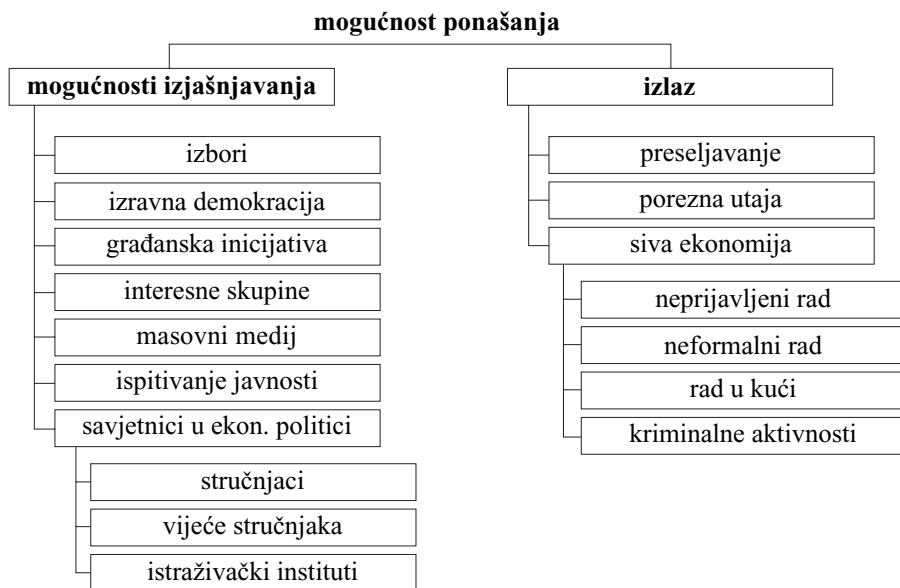 mogućnost ponašanja
mogućnosti izjašnjavanja
izbori
izravna demokracija
građanska inicijativa
interesne skupine
masovni medij
ispitivanje javnosti
savjetnici u ekon. politici
stručnjaci
vijeće stručnjaka
istraživački instituti
izlaz
preseljavanje
porezna utaja
siva ekonomija
neprijavljeni rad
neformalni rad
rad u kući
kriminalne aktivnosti